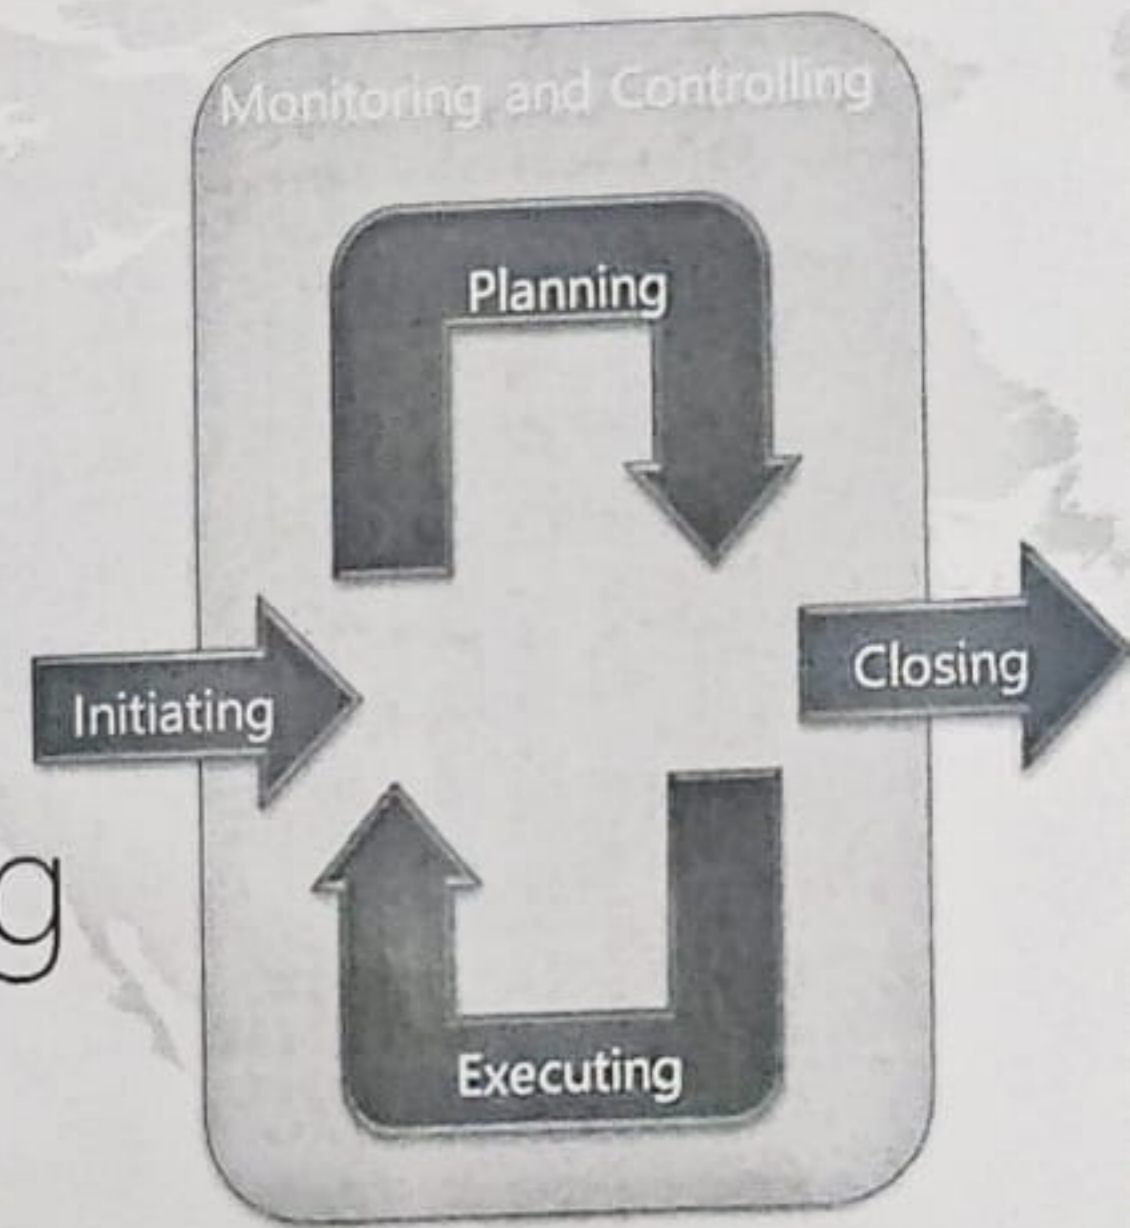 Monitoring and Controlling
Planning
Closing
Initiating
g
Executing